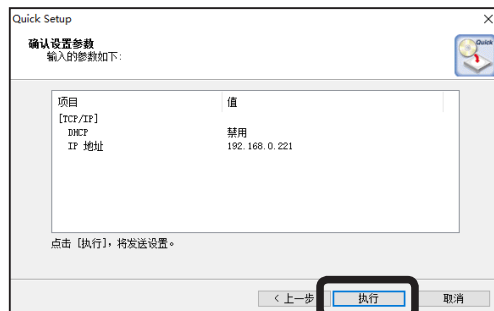 Quick Setup
确认设置参数
输入的参数如下:
Quick
项目 值
[TCP/IP]
DHCP 禁用
IP 地址 192.168.0.221
点击 [执行]，将发送设置。
< 上一步 执行 取消